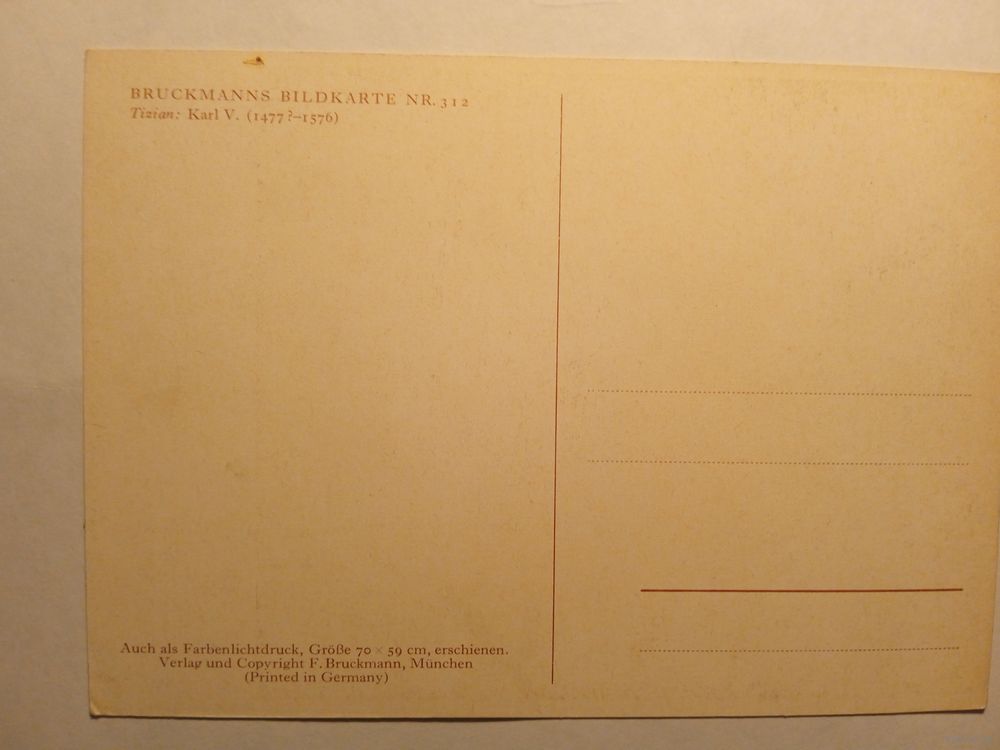 BRUCKMANNS BILDKARTE NR. 312
Tizian: Karl V. (1477?–1576)
Auch als Farbenlichtdruck, Größe 70 × 59 cm, erschienen.
Verlag und Copyright F. Bruckmann, München
(Printed in Germany)